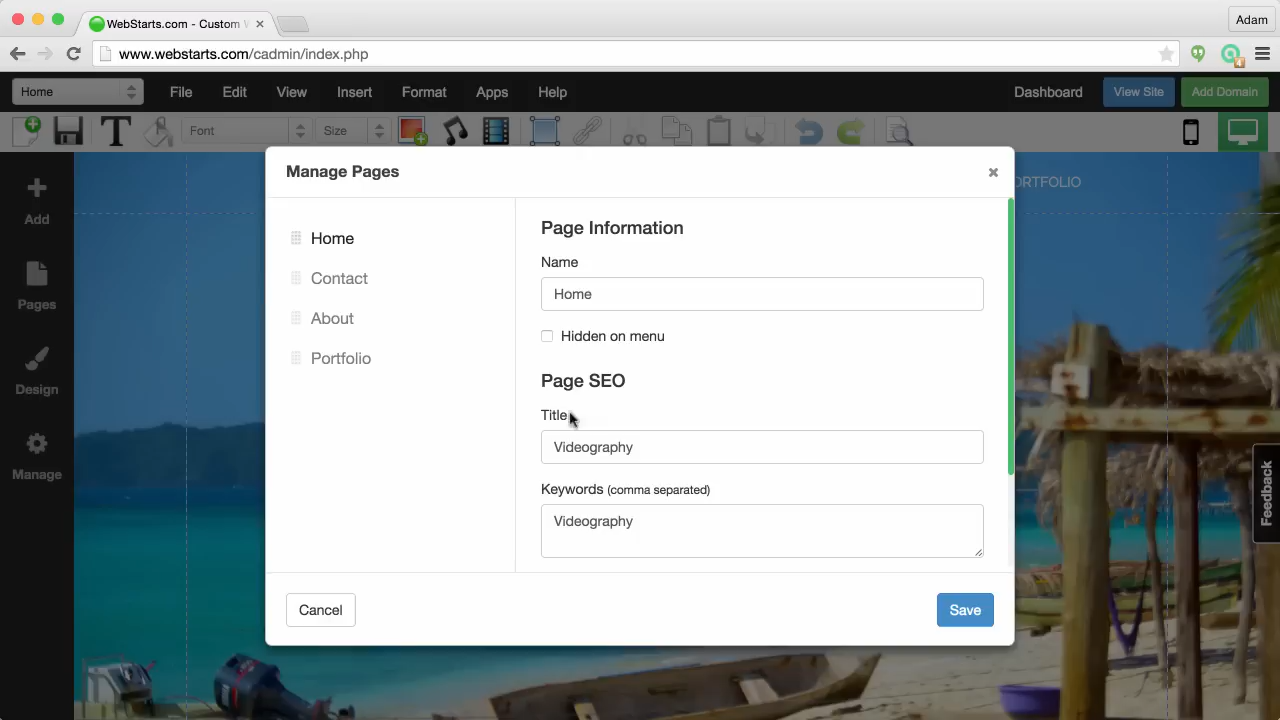 WebStarts.com - Custom W
Adam
www.webstarts.com/cadmin/index.php
4
Home
File
Edit
View
Insert
Format
Apps
Help
Dashboard
View Site
Add Domain
T
Font
Size
Manage Pages
ORTFOLIO
Add
Pages
Design
Manage
Home
Contact
About
Portfolio
Page Information
Name
Home
Hidden on menu
Page SEO
Title
Videography
Keywords (comma separated)
Videography
Cancel
Save
Feedback